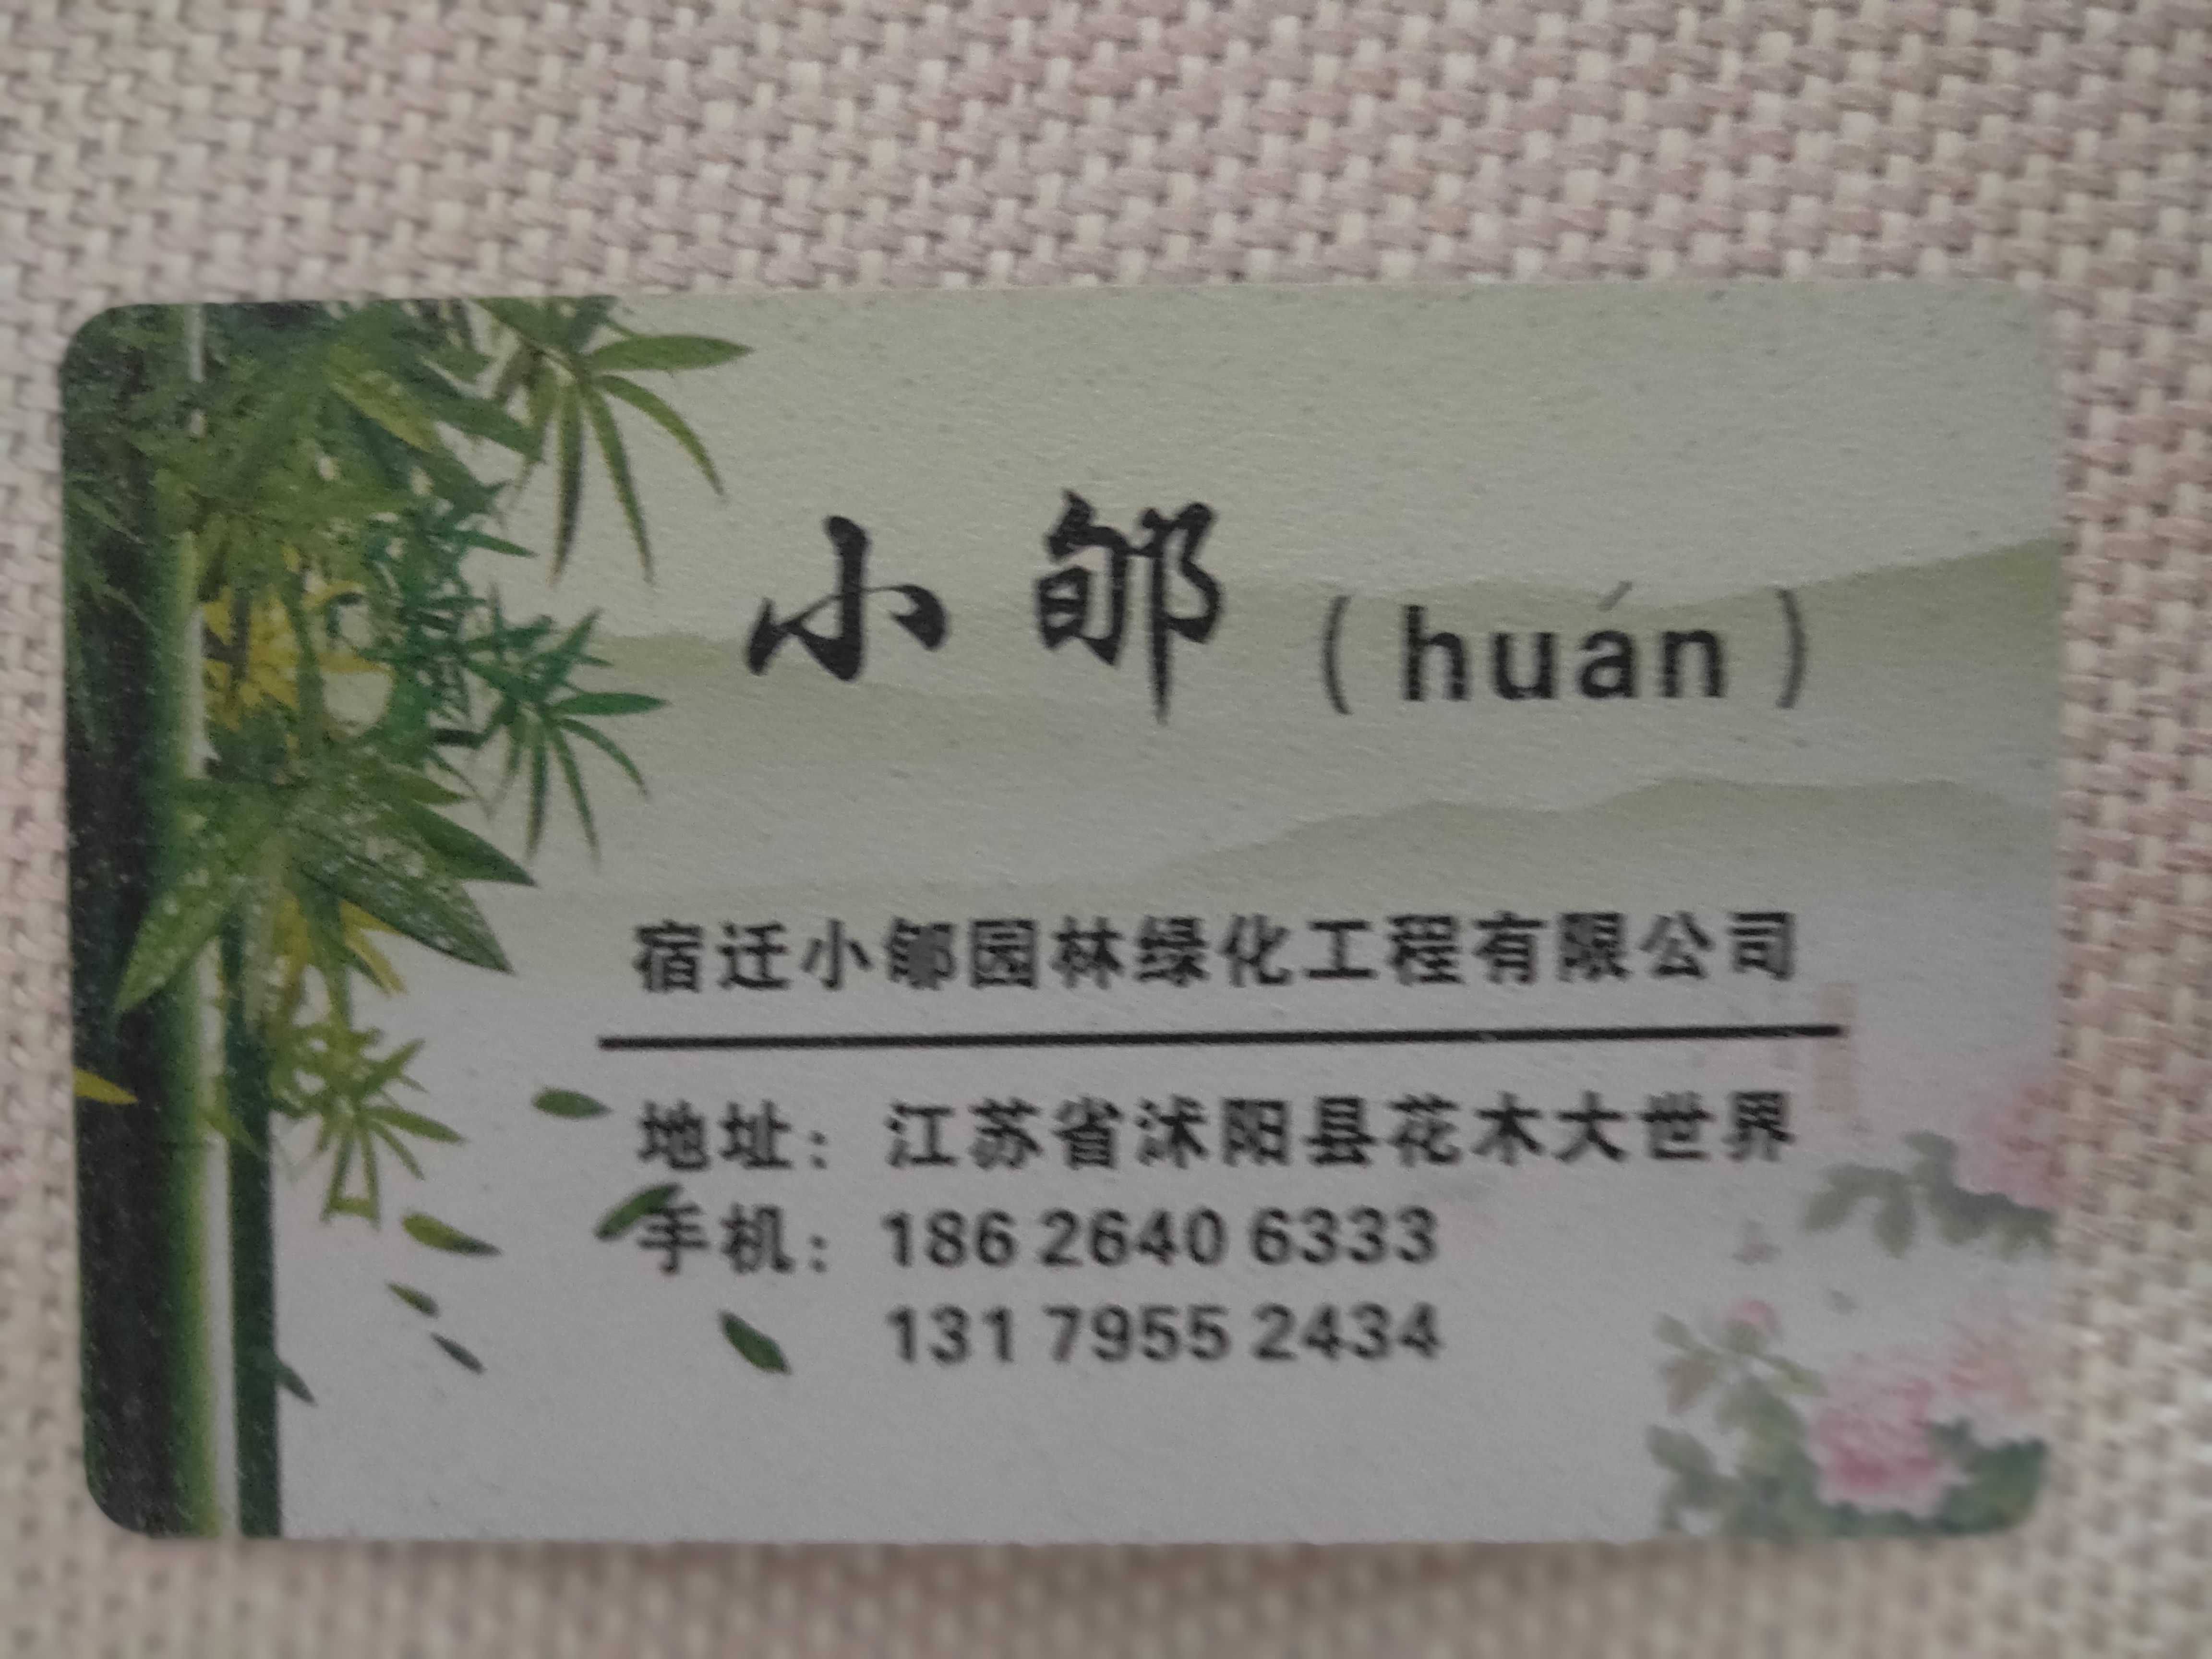 小郇（huán）
宿迁小郇园林绿化工程有限公司
地址：江苏省沭阳县花木大世界
手机：186 2640 6333
131 7955 2434